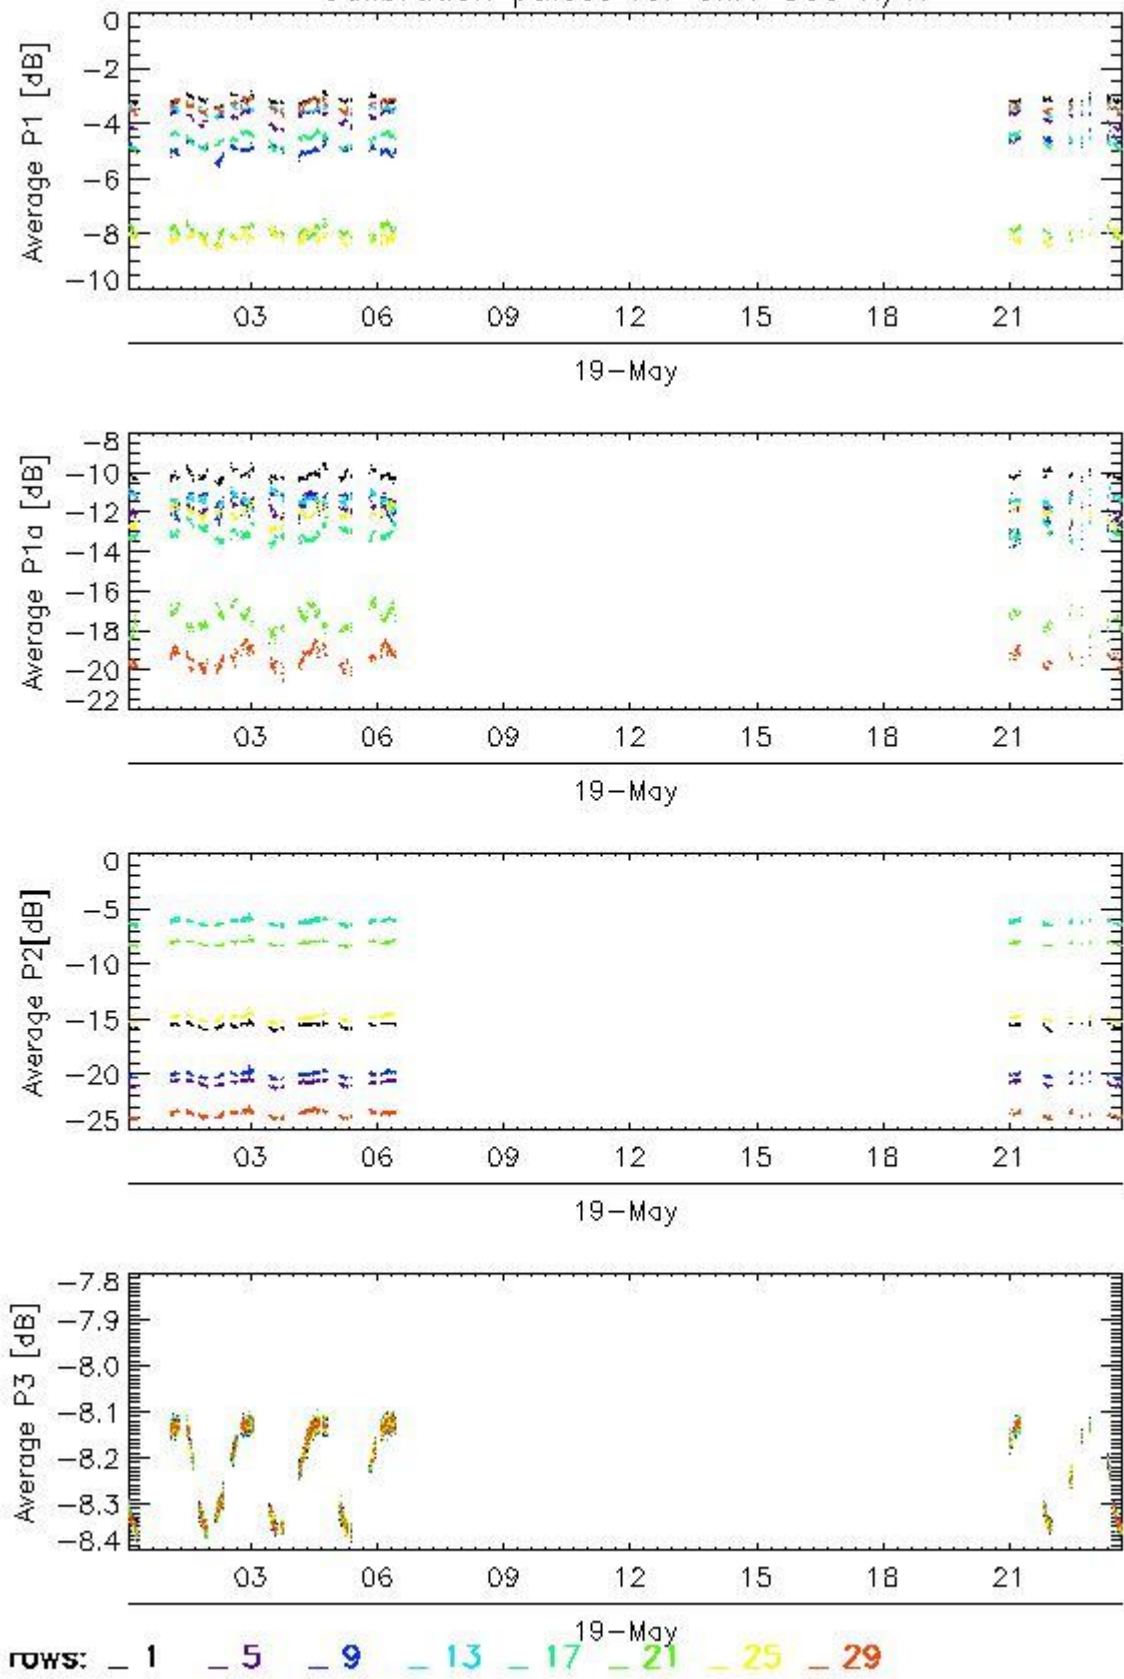 0
-2
-4
-6
-8
-10
Average P1 [dB]
03 06 09 12 15 18 21
19-May
-8
-10
-12
-14
-16
-18
-20
-22
Average P1a [dB]
03 06 09 12 15 18 21
19-May
0
-5
-10
-15
-20
-25
Average P2[dB]
03 06 09 12 15 18 21
19-May
-7.8
-7.9
-8.0
-8.1
-8.2
-8.3
-8.4
Average P3 [dB]
03 06 09 12 15 18 21
19-May
rows: _ 1 _ 5 _ 9 _ 13 _ 17 _ 21 _ 25 _ 29